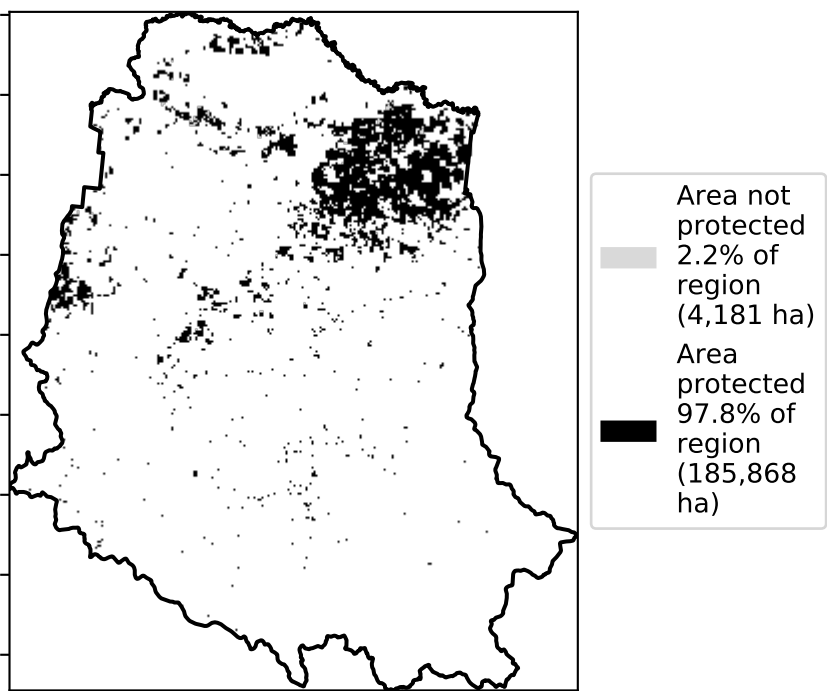 Area not
protected
2.2% of
region
(4,181 ha)
Area
protected
97.8% of
region
(185,868
ha)